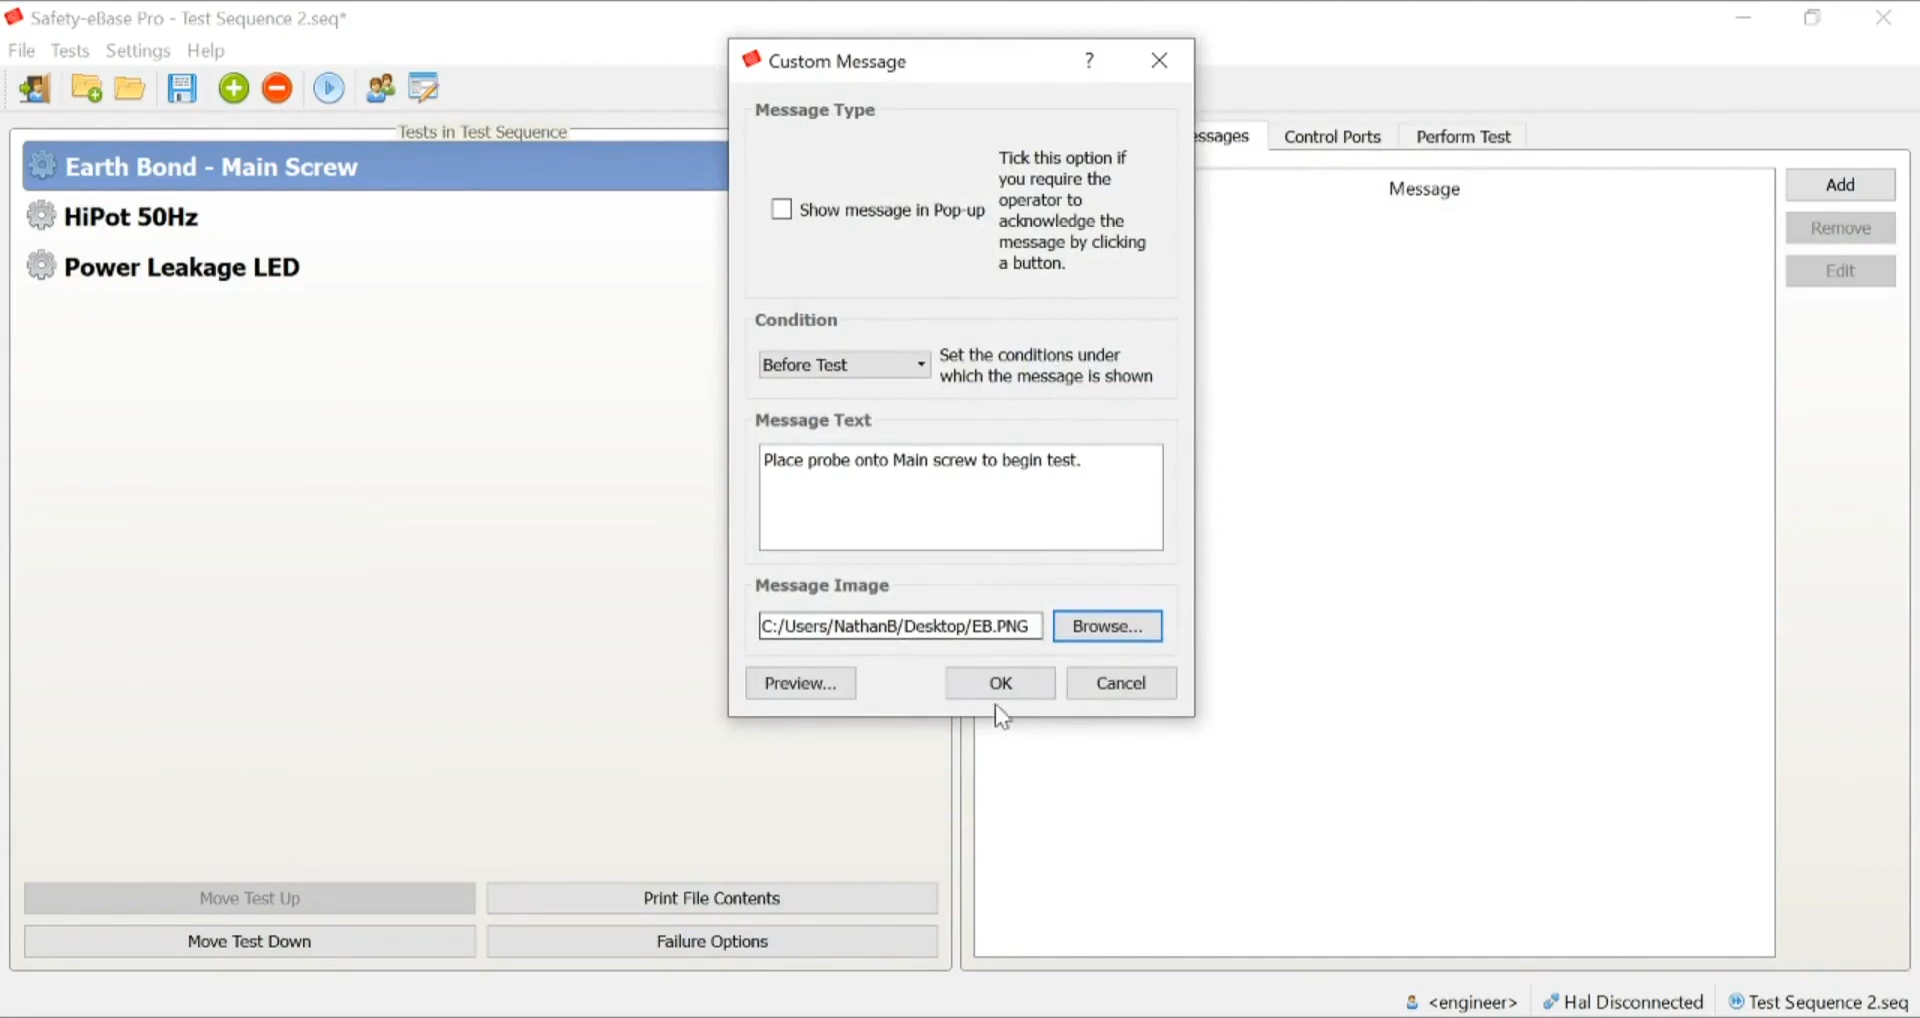 Safety-eBase Pro - Test Sequence 2.seq*
File Tests Settings Help
Tests in Test Sequence
Earth Bond - Main Screw
HiPot 50Hz
Power Leakage LED
Move Test Up
Print File Contents
Move Test Down
Failure Options
Custom Message
?
Message Type
Show message in Pop-up
Tick this option if
you require the
operator to
acknowledge the
message by clicking
a button.
Condition
Before Test
Set the conditions under
which the message is shown
Message Text
Place probe onto Main screw to begin test.
Message Image
C:/Users/NathanB/Desktop/EB.PNG
Browse...
Preview...
OK
Cancel
essages
Control Ports
Perform Test
Message
Add
Remove
Edit
<engineer>
Hal Disconnected
Test Sequence 2.seq